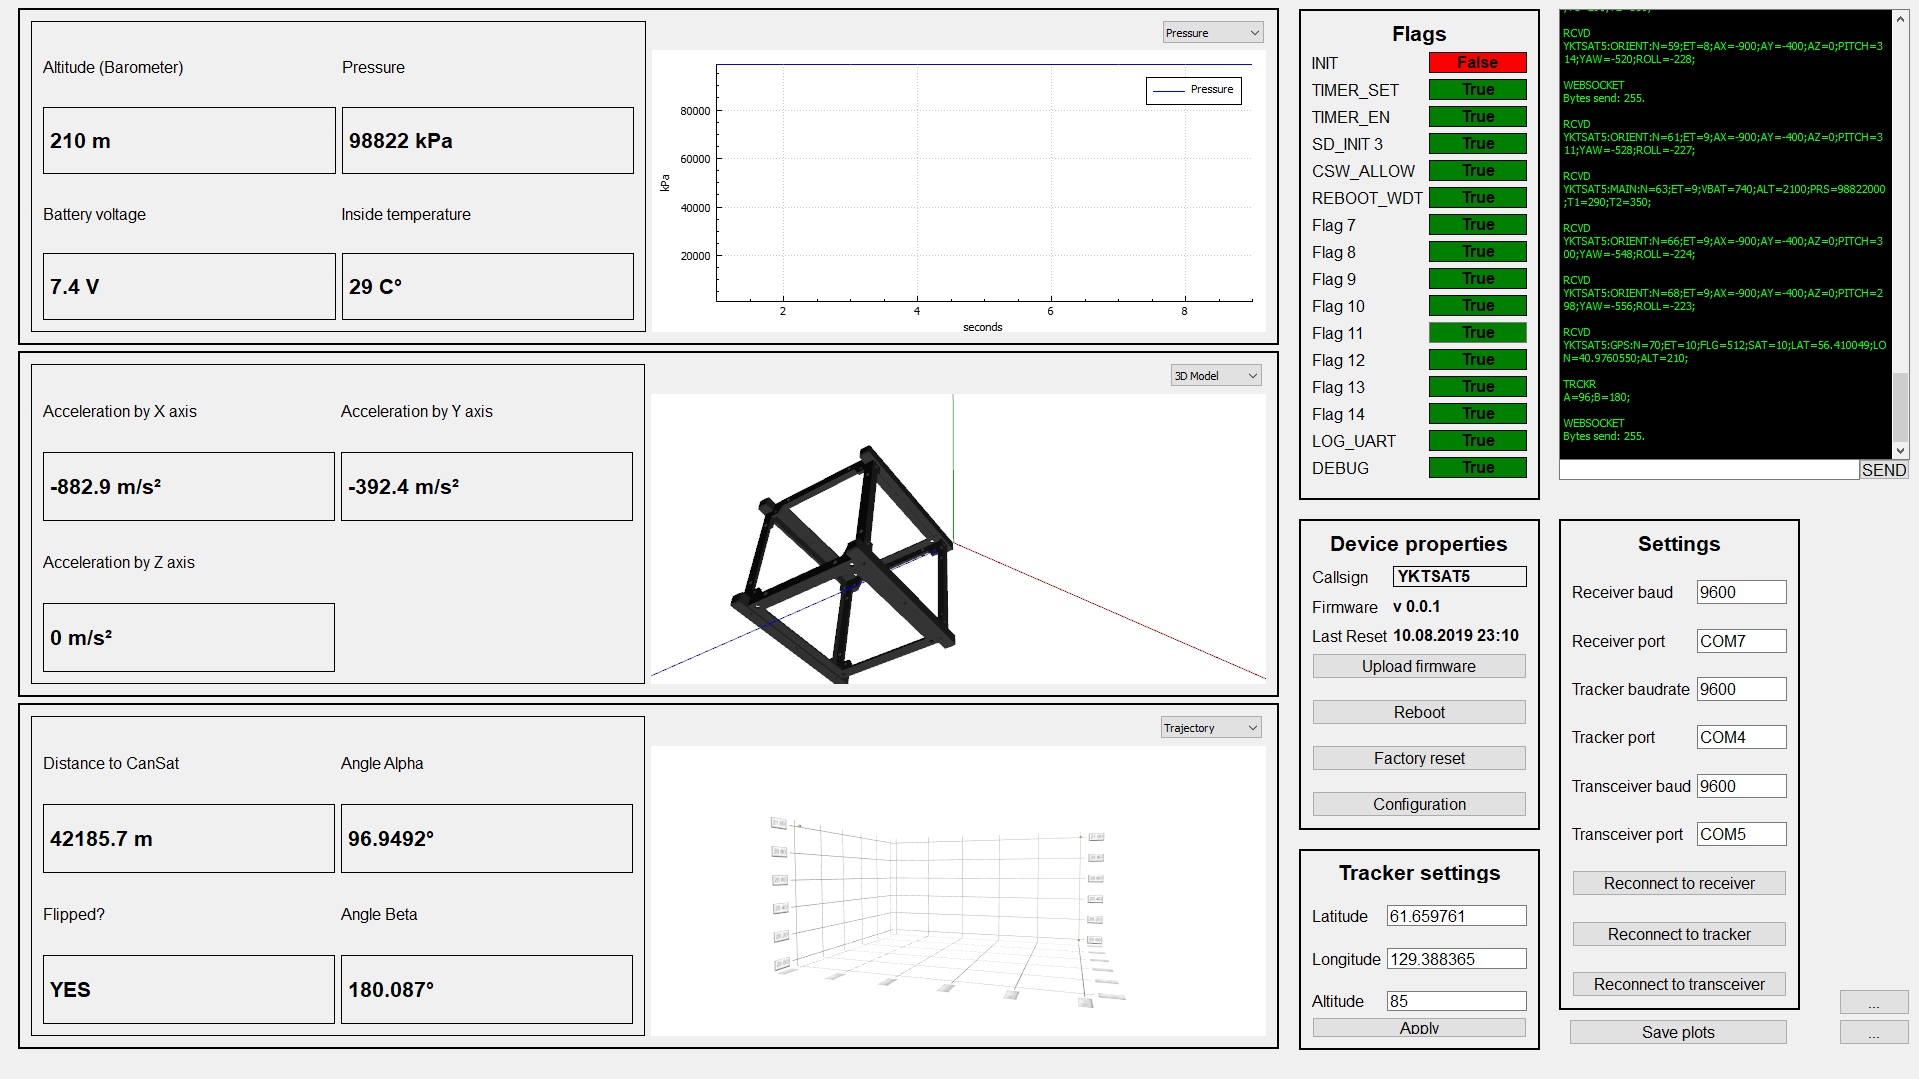 Altitude (Barometer)
Pressure
210 m
98822 kPa
Battery voltage
Inside temperature
7.4 V
29 C°
Pressure
Pressure
kPa
80000
60000
40000
20000
2
4
6
8
seconds
Acceleration by X axis
Acceleration by Y axis
-882.9 m/s²
-392.4 m/s²
Acceleration by Z axis
0 m/s²
3D Model
Distance to CanSat
Angle Alpha
42185.7 m
96.9492°
Flipped?
Angle Beta
YES
180.087°
Trajectory
Flags
INIT False
TIMER_SET True
TIMER_EN True
SD_INIT 3 True
CSW_ALLOW True
REBOOT_WDT True
Flag 7 True
Flag 8 True
Flag 9 True
Flag 10 True
Flag 11 True
Flag 12 True
Flag 13 True
Flag 14 True
LOG_UART True
DEBUG True
RCVD
YKTSAT5:ORIENT:N=59;ET=8;AX=-900;AY=-400;AZ=0;PITCH=3
14;YAW=-520;ROLL=-228;
WEBSOCKET
Bytes send: 255.
RCVD
YKTSAT5:ORIENT:N=61;ET=9;AX=-900;AY=-400;AZ=0;PITCH=3
11;YAW=-528;ROLL=-227;
RCVD
YKTSAT5:MAIN:N=63;ET=9;VBAT=740;ALT=2100;PRS=98822000
;T1=290;T2=350;
RCVD
YKTSAT5:ORIENT:N=66;ET=9;AX=-900;AY=-400;AZ=0;PITCH=3
00;YAW=-548;ROLL=-224;
RCVD
YKTSAT5:ORIENT:N=68;ET=9;AX=-900;AY=-400;AZ=0;PITCH=2
98;YAW=-556;ROLL=-223;
RCVD
YKTSAT5:GPS:N=70;ET=10;FLG=512;SAT=10;LAT=56.410049;LO
N=40.9760550;ALT=210;
TRCKR
A=96;B=180;
WEBSOCKET
Bytes send: 255.
SEND
Device properties
Callsign YKTSAT5
Firmware v 0.0.1
Last Reset 10.08.2019 23:10
Upload firmware
Reboot
Factory reset
Configuration
Tracker settings
Latitude 61.659761
Longitude 129.388365
Altitude 85
Apply
Settings
Receiver baud 9600
Receiver port COM7
Tracker baudrate 9600
Tracker port COM4
Transceiver baud 9600
Transceiver port COM5
Reconnect to receiver
Reconnect to tracker
Reconnect to transceiver
Save plots
...
...